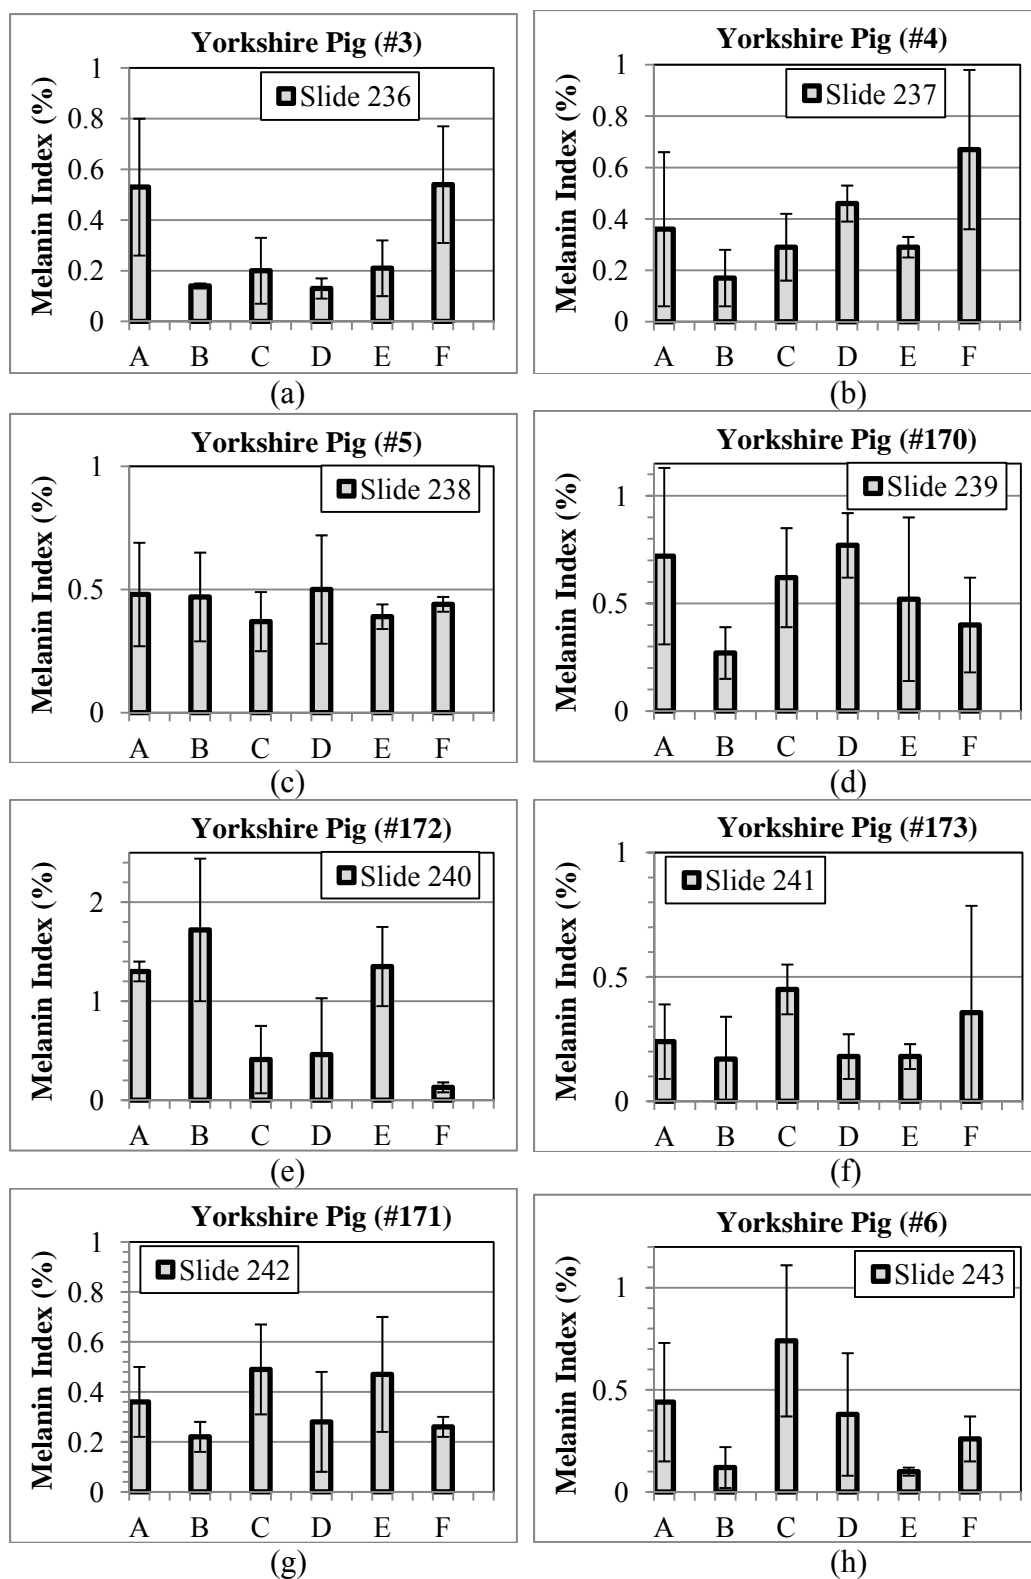 Yorkshire Pig (#3)
Melanin Index (%)
1
0.8
0.6
0.4
0.2
0
Slide 236
A B C D E F
(a)
Yorkshire Pig (#4)
Melanin Index (%)
1
0.8
0.6
0.4
0.2
0
Slide 237
A B C D E F
(b)
Yorkshire Pig (#5)
Melanin Index (%)
1
0.5
0
Slide 238
A B C D E F
(c)
Yorkshire Pig (#170)
Melanin Index (%)
1
0.5
0
Slide 239
A B C D E F
(d)
Yorkshire Pig (#172)
Melanin Index (%)
2
1
0
Slide 240
A B C D E F
(e)
Yorkshire Pig (#173)
Melanin Index (%)
1
0.5
0
Slide 241
A B C D E F
(f)
Yorkshire Pig (#171)
Melanin Index (%)
1
0.8
0.6
0.4
0.2
0
Slide 242
A B C D E F
(g)
Yorkshire Pig (#6)
Melanin Index (%)
1
0.5
0
Slide 243
A B C D E F
(h)